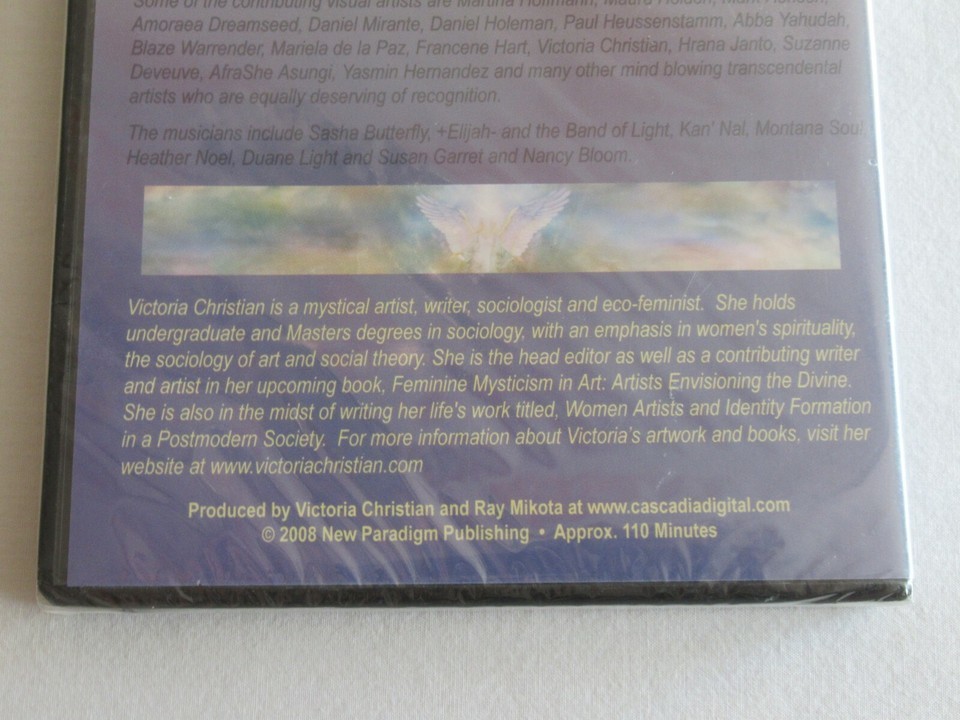 Some of the contributing visual artists are Martina Hoffmann,
Amoraea Dreamseed, Daniel Mirante, Daniel Holeman, Paul Heussenstamm, Abba Yahudah,
Blaze Warrender, Mariela de la Paz, Francene Hart, Victoria Christian, Hrana Janto, Suzanne
Deveuve, AfraShe Asungi, Yasmin Hernandez and many other mind blowing transcendental
artists who are equally deserving of recognition.
The musicians include Sasha Butterfly, +Elijah- and the Band of Light, Kan' Nal, Montana Soul,
Heather Noel, Duane Light and Susan Garret and Nancy Bloom.
Victoria Christian is a mystical artist, writer, sociologist and eco-feminist. She holds
undergraduate and Masters degrees in sociology, with an emphasis in women's spirituality,
the sociology of art and social theory. She is the head editor as well as a contributing writer
and artist in her upcoming book, Feminine Mysticism in Art: Artists Envisioning the Divine.
She is also in the midst of writing her life's work titled, Women Artists and Identity Formation
in a Postmodern Society. For more information about Victoria's artwork and books, visit her
website at www.victoriachristian.com
Produced by Victoria Christian and Ray Mikota at www.cascadiadigital.com
© 2008 New Paradigm Publishing • Approx. 110 Minutes